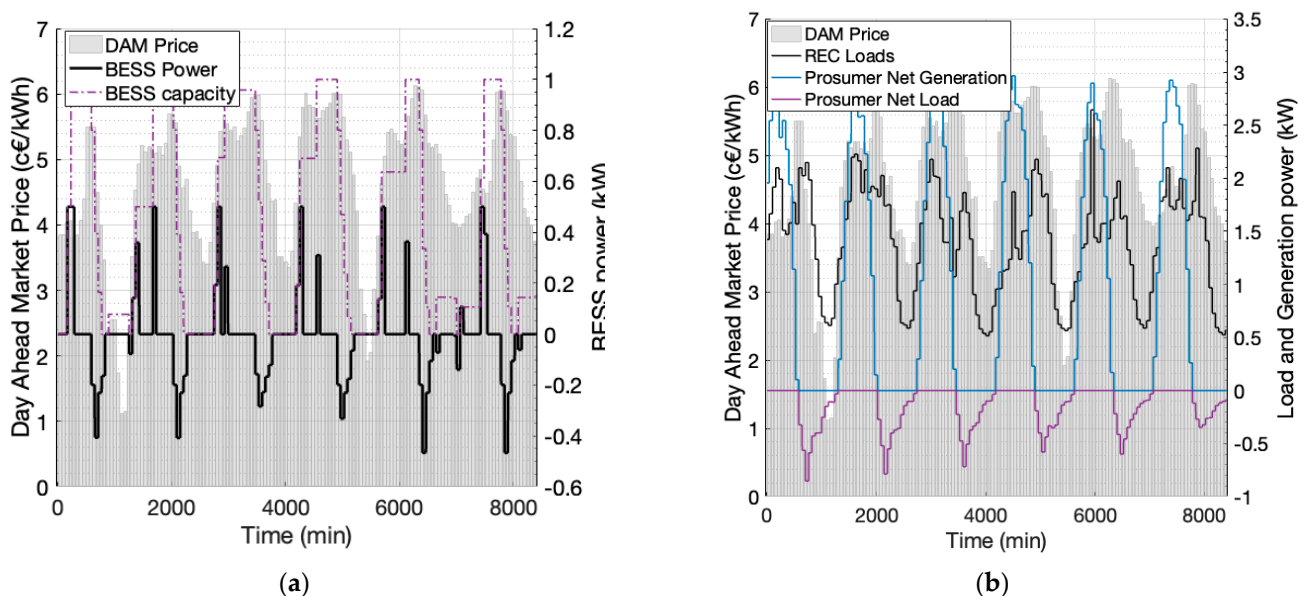 7
6
5
4
3
2
1
0
Day Ahead Market Price (c€/kWh)
DAM Price
BESS Power
BESS capacity
1.2
1
0.8
0.6
0.4
0.2
0
-0.2
-0.4
-0.6
BESS power (kW)
0 2000 4000 6000 8000
Time (min)
(a)
7
6
5
4
3
2
1
0
Day Ahead Market Price (c€/kWh)
DAM Price
REC Loads
Prosumer Net Generation
Prosumer Net Load
3.5
3
2.5
2
1.5
1
0.5
0
-0.5
-1
Load and Generation power (kW)
0 2000 4000 6000 8000
Time (min)
(b)